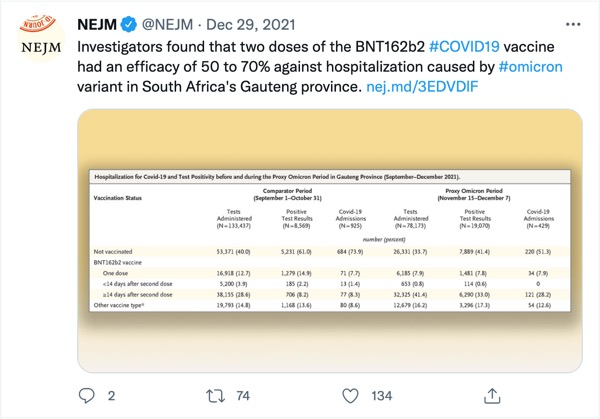 NEJM @NEJM · Dec 29, 2021
NEJM
Investigators found that two doses of the BNT162b2 #COVID19 vaccine
had an efficacy of 50 to 70% against hospitalization caused by #omicron
variant in South Africa's Gauteng province. nej.md/3EDVDlF
Hospitalization for Covid-19 and Test Positivity before and during the Proxy Omicron Period in Gauteng Province (September–December 2021).
Vaccination Status Comparator Period (September 1–October 31) Proxy Omicron Period (November 15–December 7)
Tests Administered (N=133,437) Positive Test Results (N=8,569) Covid-19 Admissions (N=925) Tests Administered (N=78,173) Positive Test Results (N=19,070) Covid-19 Admissions (N=429)
number (percent)
Not vaccinated 53,371 (40.0) 5,231 (61.0) 684 (73.9) 26,331 (33.7) 7,889 (41.4) 220 (51.3)
BNT162b2 vaccine
One dose 16,918 (12.7) 1,279 (14.9) 71 (7.7) 6,185 (7.9) 1,481 (7.8) 34 (7.9)
<14 days after second dose 5,200 (3.9) 185 (2.2) 13 (1.4) 653 (0.8) 114 (0.6) 0
≥14 days after second dose 38,155 (28.6) 706 (8.2) 77 (8.3) 32,325 (41.4) 6,290 (33.0) 121 (28.2)
Other vaccine type 19,793 (14.8) 1,168 (13.6) 80 (8.6) 12,679 (16.2) 3,296 (17.3) 54 (12.6)
2 74 134